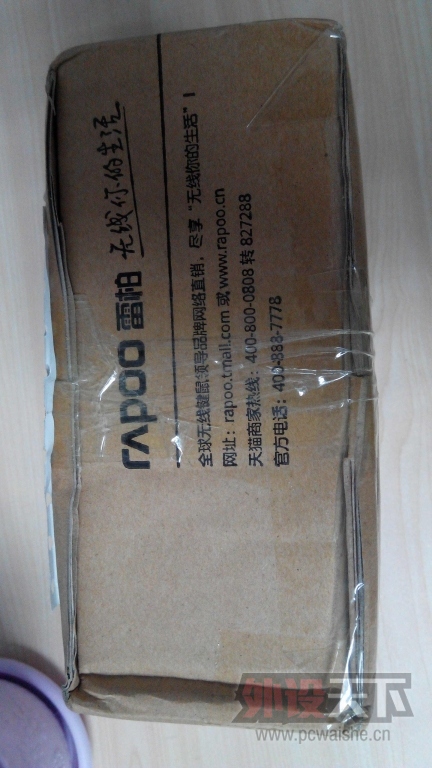 rapoo 雷柏 无线你的生活
全球无线键鼠领导品牌网络直销，尽享“无线你的生活”！
网址：rapoo.tmall.com 或 www.rapoo.cn
天猫商家热线：400-800-0808 转 827288
官方电话：400-888-7778
外设天下
www.pcwaishe.cn